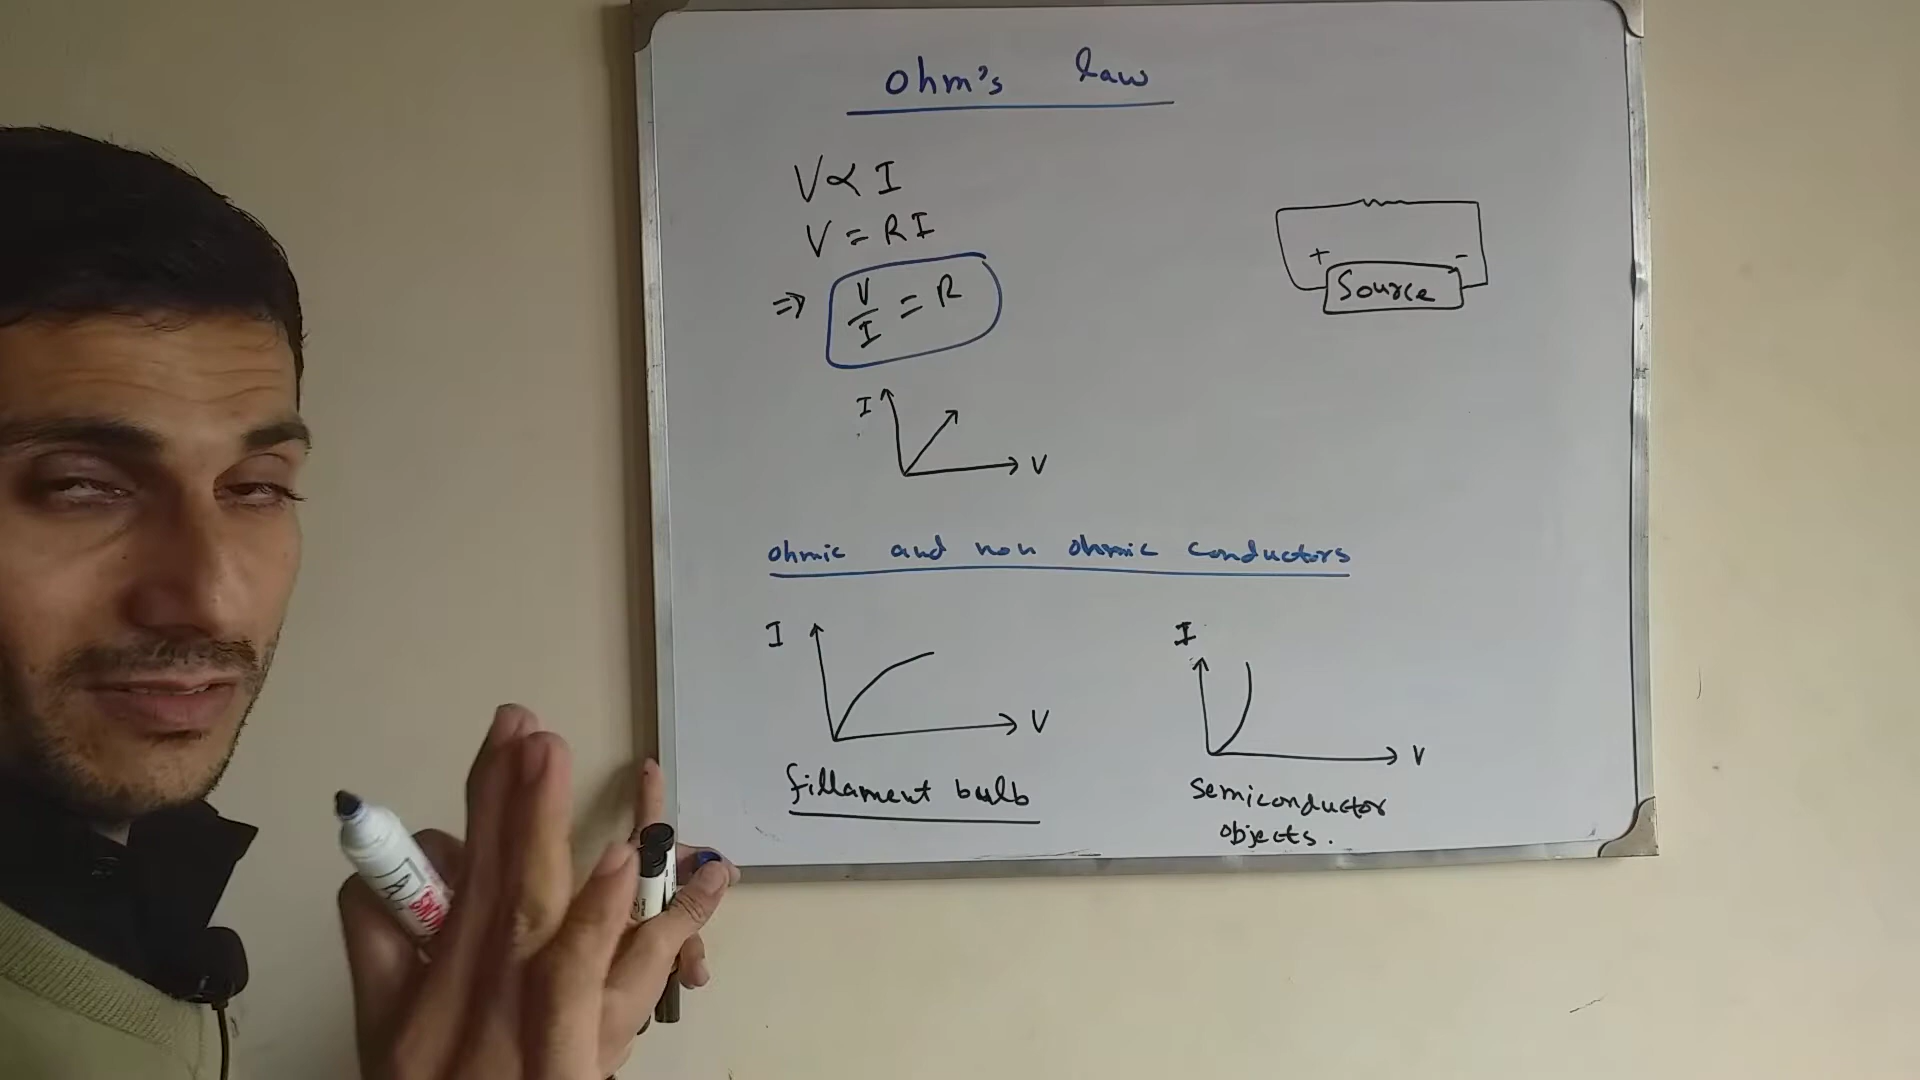 ohm's law
V ∝ I
V = RI
⇒ V/I = R
+ -
Source
I
V
ohmic and non ohmic conductors
I
V
fillament bulb
I
V
semiconductor
objects.